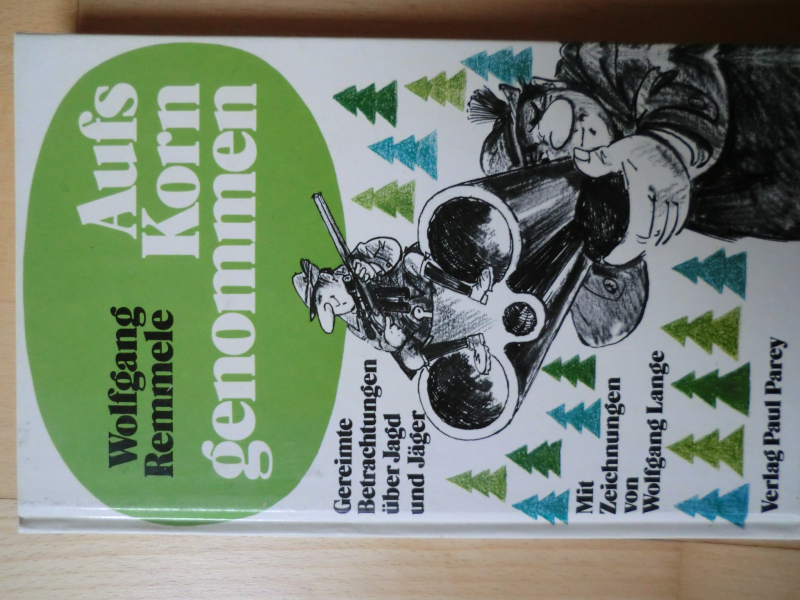 Wolfgang
Remmele
Aufs
Korn
genommen
Gereimte
Betrachtungen
über Jagd
und Jäger
Mit
Zeichnungen
von
Wolfgang Lange
Verlag Paul Parey